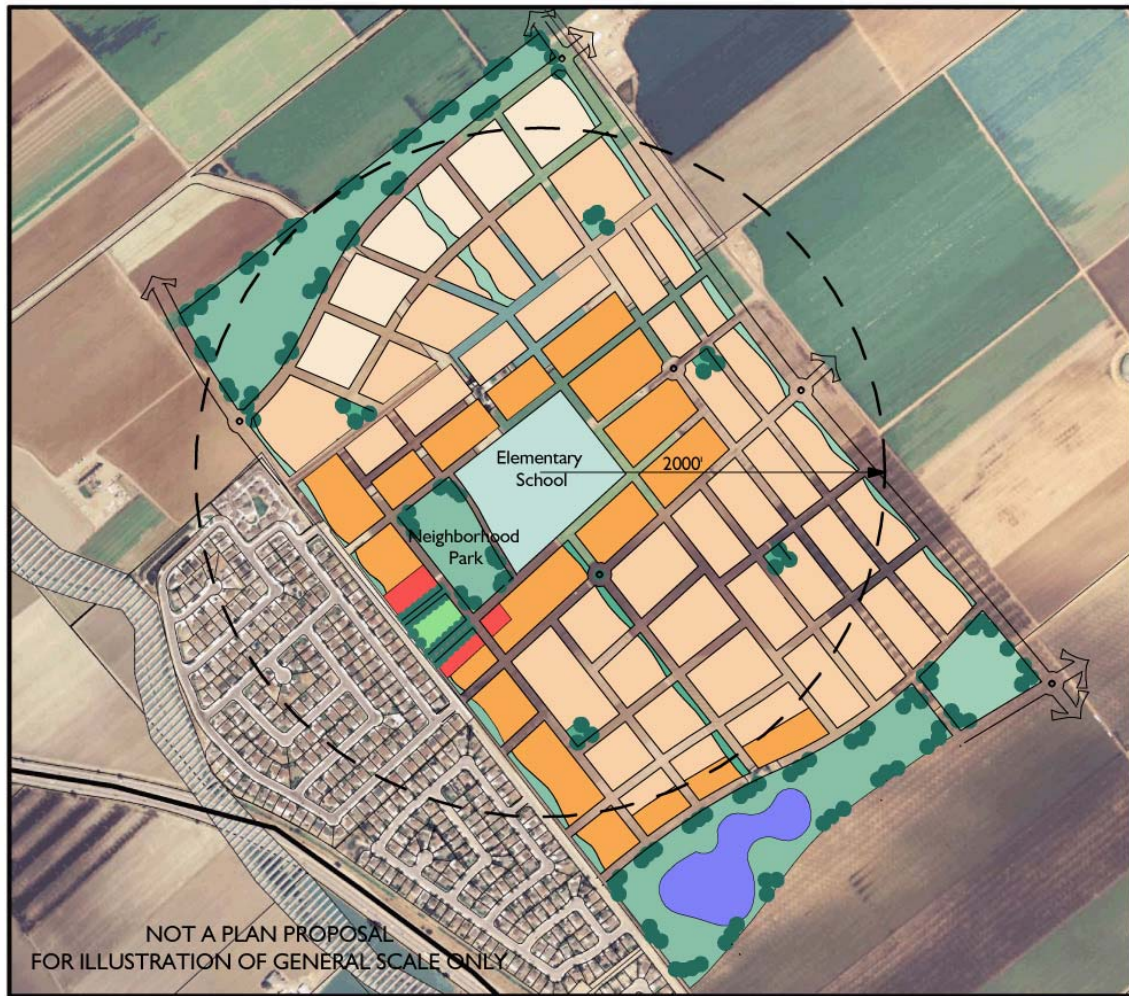 Elementary
School
2000'
Neighborhood
Park
NOT A PLAN PROPOSAL
FOR ILLUSTRATION OF GENERAL SCALE ONLY